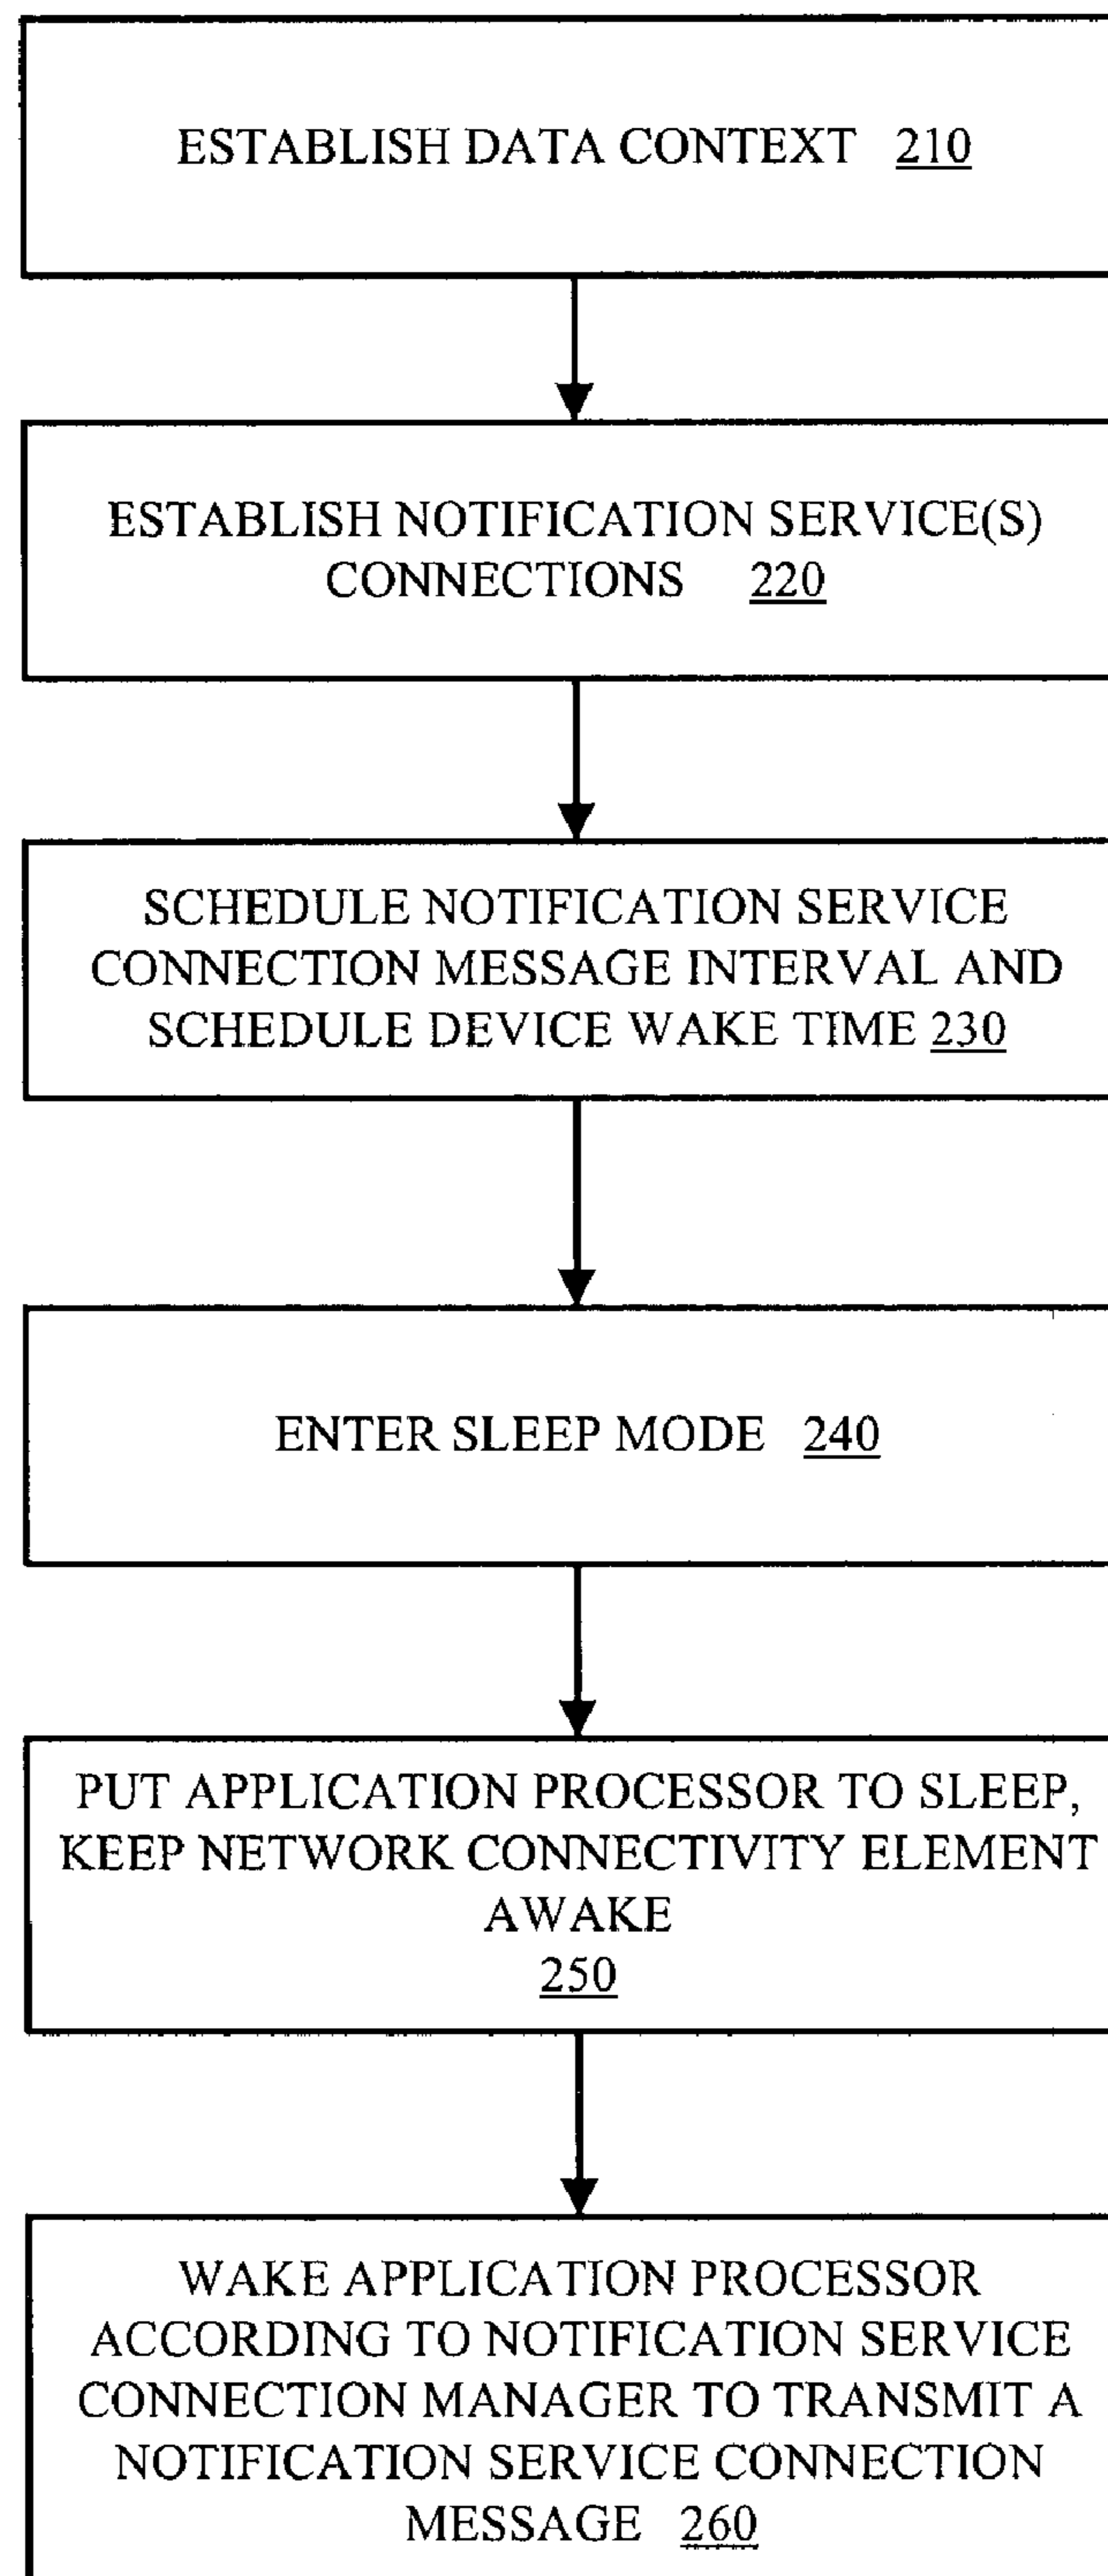 ESTABLISH DATA CONTEXT 210
ESTABLISH NOTIFICATION SERVICE(S)
CONNECTIONS 220
SCHEDULE NOTIFICATION SERVICE
CONNECTION MESSAGE INTERVAL AND
SCHEDULE DEVICE WAKE TIME 230
ENTER SLEEP MODE 240
PUT APPLICATION PROCESSOR TO SLEEP,
KEEP NETWORK CONNECTIVITY ELEMENT
AWAKE
250
WAKE APPLICATION PROCESSOR
ACCORDING TO NOTIFICATION SERVICE
CONNECTION MANAGER TO TRANSMIT A
NOTIFICATION SERVICE CONNECTION
MESSAGE 260